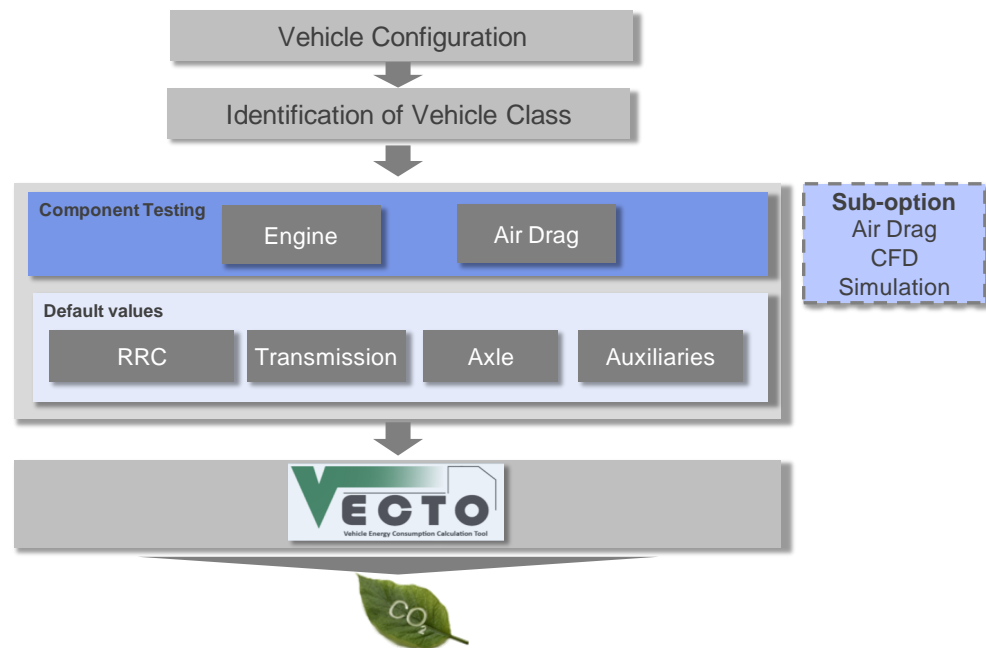 Vehicle Configuration
Identification of Vehicle Class
Component Testing
Engine
Air Drag
Sub-option
Air Drag
CFD
Simulation
Default values
RRC
Transmission
Axle
Auxiliaries
VECTO
Vehicle Energy Consumption Calculation Tool
CO2